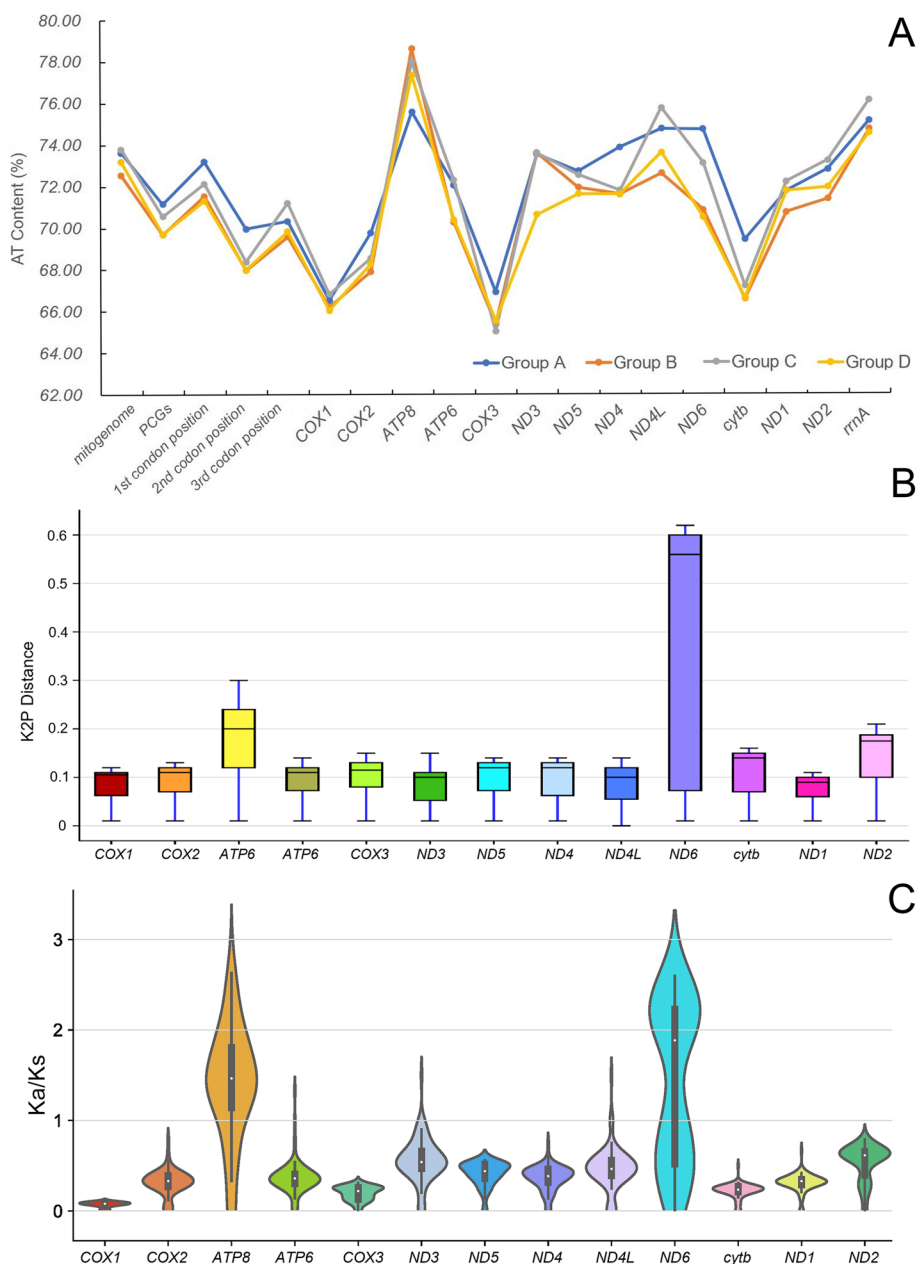 A
80.00
78.00
76.00
74.00
72.00
70.00
68.00
66.00
64.00
62.00
AT Content (%)
Group A Group B Group C Group D
mitogenome PCGs 1st condon position 2nd codon position 3rd codon position COX1 COX2 ATP8 ATP6 COX3 ND3 ND5 ND4 ND4L ND6 cytb ND1 ND2 rrnA
B
0.6
0.5
0.4
0.3
0.2
0.1
0
K2P Distance
COX1 COX2 ATP6 ATP6 COX3 ND3 ND5 ND4 ND4L ND6 cytb ND1 ND2
C
3
2
1
0
Ka/Ks
COX1 COX2 ATP8 ATP6 COX3 ND3 ND5 ND4 ND4L ND6 cytb ND1 ND2